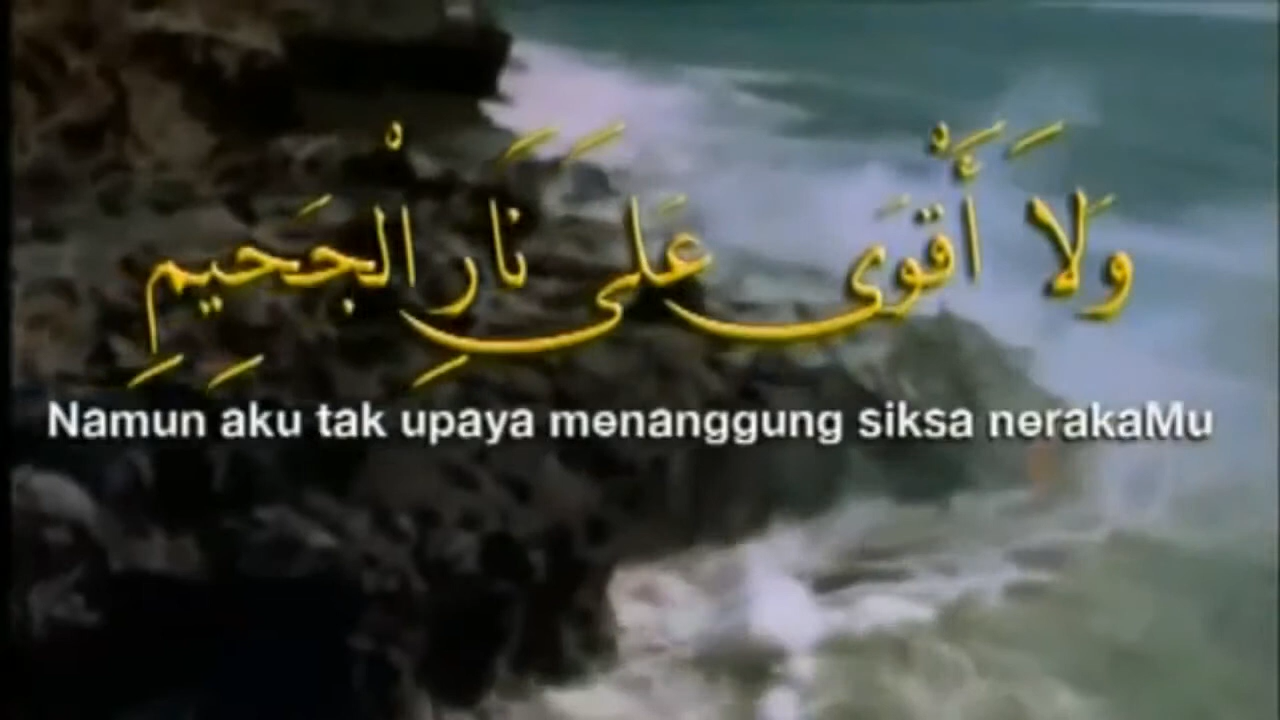 وَلَا أَقْوَى عَلَى نَارِ الْجَحِيمِ
Namun aku tak upaya menanggung siksa nerakaMu